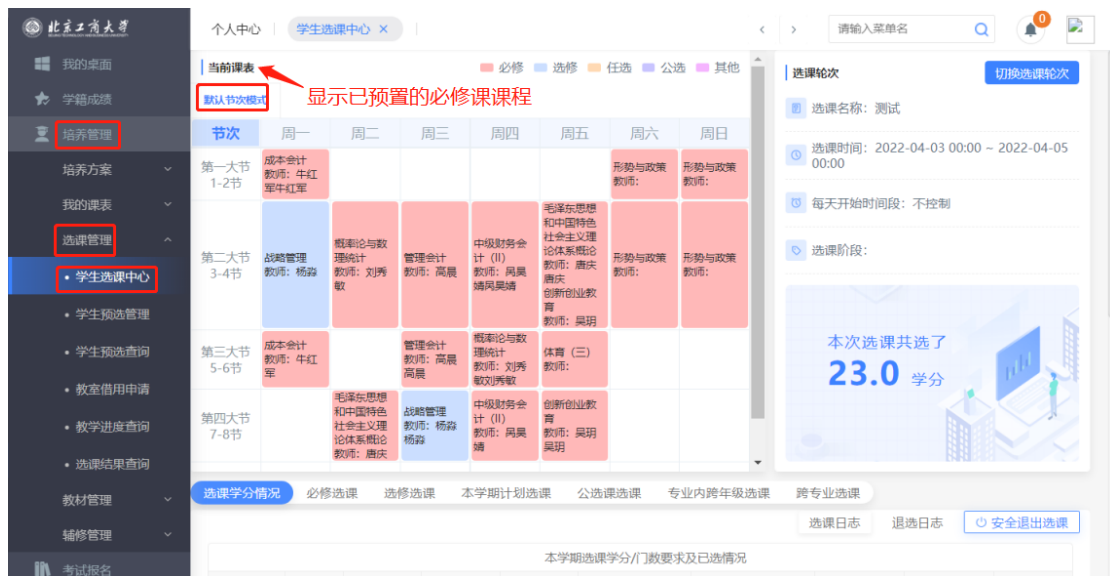 北京工商大学
个人中心
学生选课中心 ×
请输入菜单名
0
我的桌面
学籍成绩
培养管理
培养方案
我的课表
选课管理
• 学生选课中心
• 学生预选管理
• 学生预选查询
• 教室借用申请
• 教学进度查询
• 选课结果查询
教材管理
辅修管理
考试报名
当前课表
必修 选修 任选 公选 其他
默认节次模式
显示已预置的必修课课程
节次 周一 周二 周三 周四 周五 周六 周日
第一大节
1-2节
成本会计
教师：牛红
军牛红军
形势与政策
教师：
形势与政策
教师：
第二大节
3-4节
战略管理
教师：杨淼
概率论与数
理统计
教师：刘秀
敏
管理会计
教师：高晨
中级财务会
计（II）
教师：凤昊
婧凤昊婧
毛泽东思想
和中国特色
社会主义理
论体系概论
教师：唐庆
唐庆
创新创业教
育
教师：吴玥
形势与政策
教师：
形势与政策
教师：
第三大节
5-6节
成本会计
教师：牛红
军
管理会计
教师：高晨
高晨
概率论与数
理统计
教师：刘秀
敏刘秀敏
体育（三）
教师：
第四大节
7-8节
毛泽东思想
和中国特色
社会主义理
论体系概论
教师：唐庆
战略管理
教师：杨淼
杨淼
中级财务会
计（II）
教师：凤昊
婧
创新创业教
育
教师：吴玥
吴玥
选课轮次
切换选课轮次
选课名称：测试
选课时间：2022-04-03 00:00 ~ 2022-04-05
00:00
每天开始时间段：不控制
选课阶段：
本次选课共选了
23.0 学分
选课学分情况 必修选课 选修选课 本学期计划选课 公选课选课 专业内跨年级选课 跨专业选课
选课日志 退选日志 安全退出选课
本学期选课学分/门数要求及已选情况